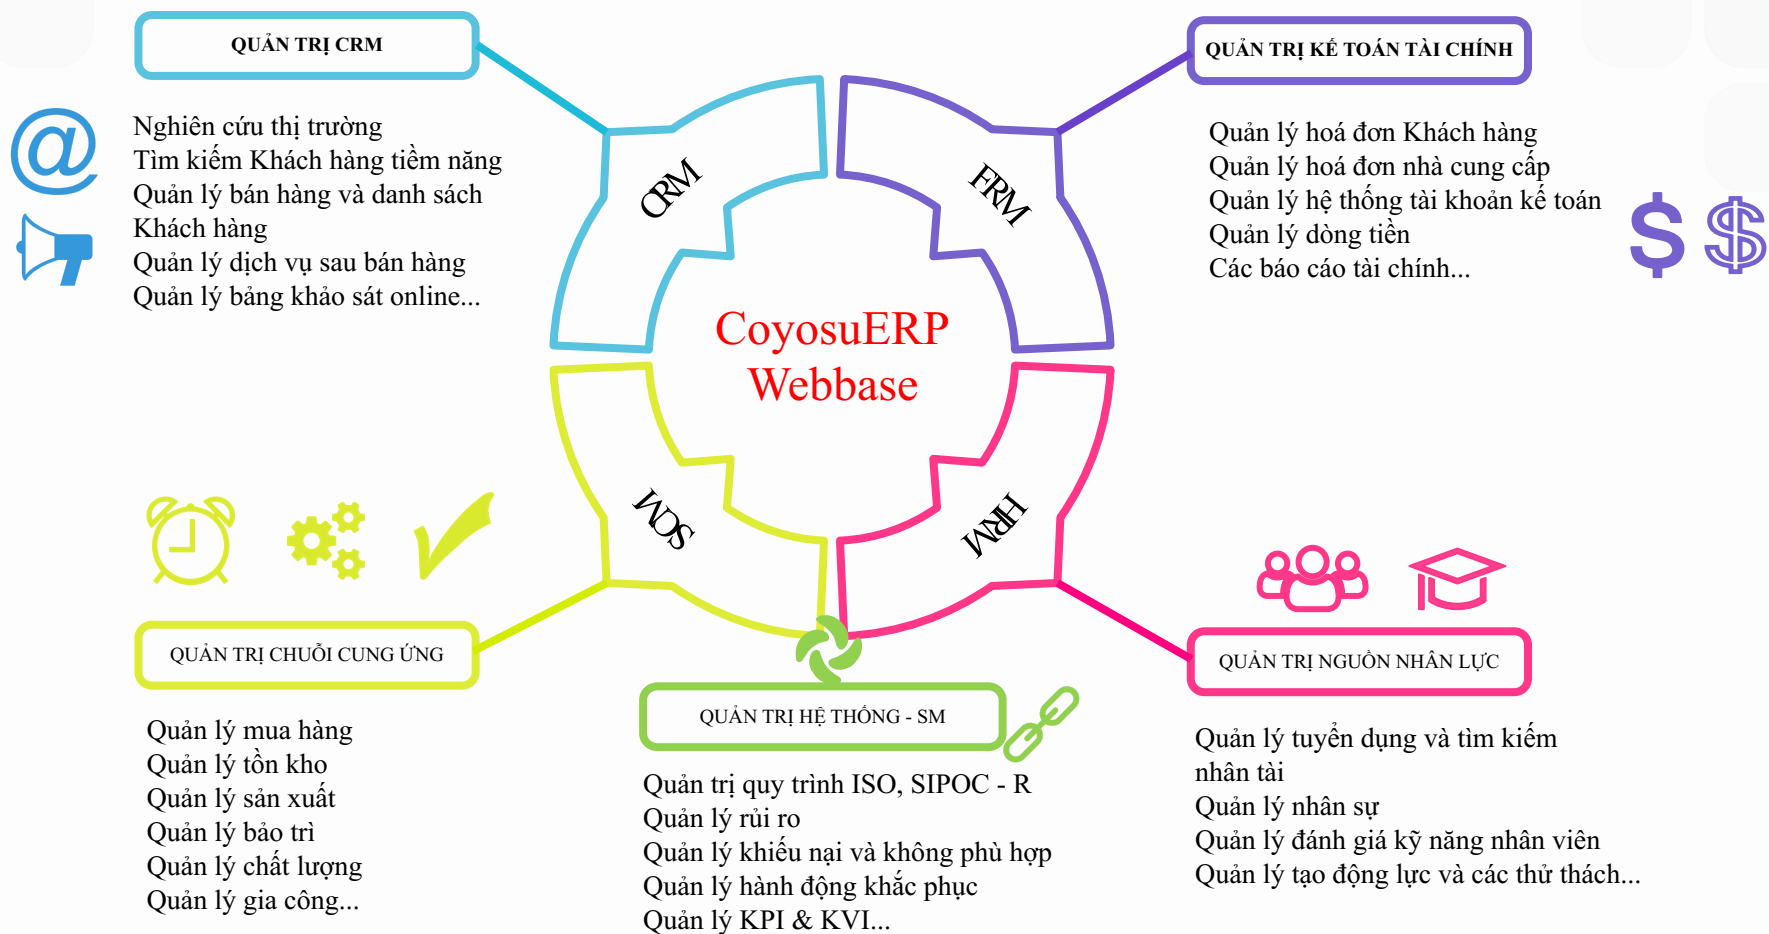 QUẢN TRỊ CRM
Nghiên cứu thị trường
Tìm kiếm Khách hàng tiềm năng
Quản lý bán hàng và danh sách
Khách hàng
Quản lý dịch vụ sau bán hàng
Quản lý bảng khảo sát online...
QUẢN TRỊ KẾ TOÁN TÀI CHÍNH
Quản lý hoá đơn Khách hàng
Quản lý hoá đơn nhà cung cấp
Quản lý hệ thống tài khoản kế toán
Quản lý dòng tiền
Các báo cáo tài chính...
CRM
FRM
CoyosuERP
Webbase
SCM
HRM
QUẢN TRỊ CHUỖI CUNG ỨNG
Quản lý mua hàng
Quản lý tồn kho
Quản lý sản xuất
Quản lý bảo trì
Quản lý chất lượng
Quản lý gia công...
QUẢN TRỊ HỆ THỐNG - SM
Quản trị quy trình ISO, SIPOC - R
Quản lý rủi ro
Quản lý khiếu nại và không phù hợp
Quản lý hành động khắc phục
Quản lý KPI & KVI...
QUẢN TRỊ NGUỒN NHÂN LỰC
Quản lý tuyển dụng và tìm kiếm
nhân tài
Quản lý nhân sự
Quản lý đánh giá kỹ năng nhân viên
Quản lý tạo động lực và các thử thách...